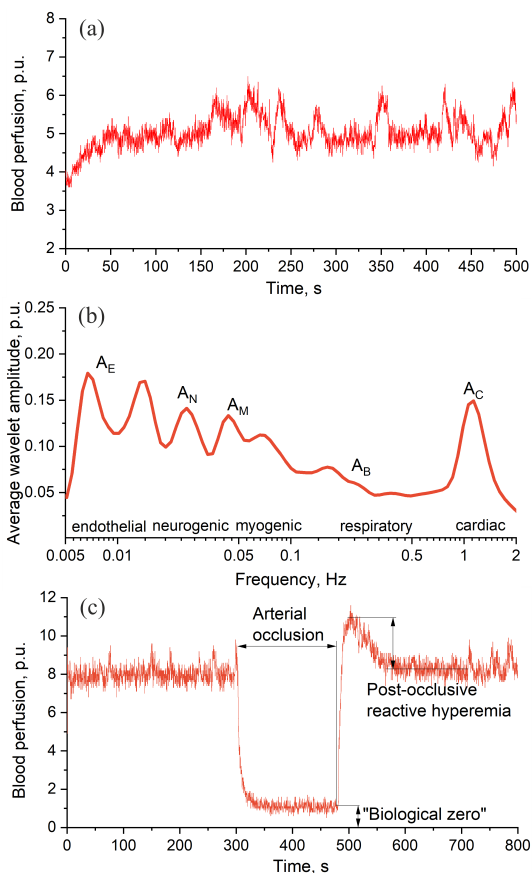 (a)
8
7
6
5
4
3
2
Blood perfusion, p.u.
0 50 100 150 200 250 300 350 400 450 500
Time, s
(b)
0.25
0.20
0.15
0.10
0.05
Average wavelet amplitude, p.u.
A_E
A_N
A_M
A_B
A_C
endothelial neurogenic myogenic respiratory cardiac
0.005 0.01 0.05 0.1 0.5 1 2
Frequency, Hz
(c)
12
10
8
6
4
2
0
Blood perfusion, p.u.
Arterial
occlusion
Post-occlusive
reactive hyperemia
"Biological zero"
0 100 200 300 400 500 600 700 800
Time, s